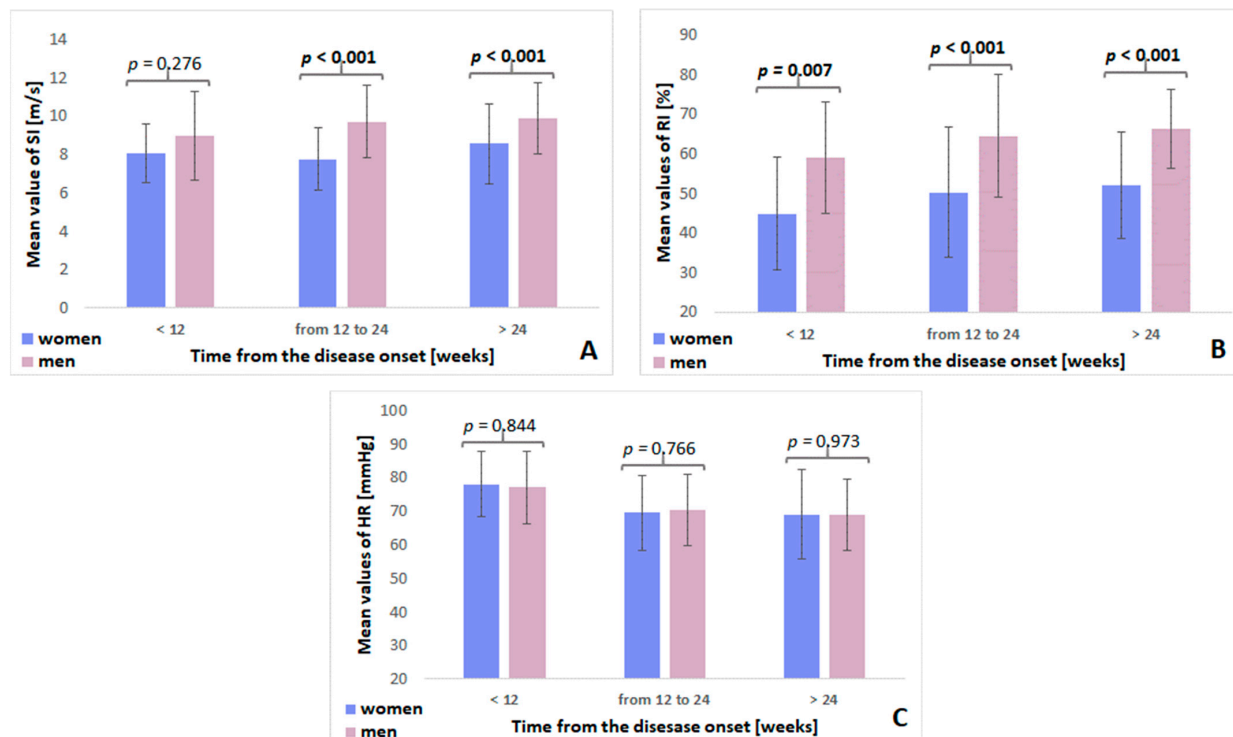 Mean value of SI [m/s]
14
12
10
8
6
4
2
0
p = 0.276
p < 0.001
p < 0.001
< 12
from 12 to 24
> 24
women
men
Time from the disease onset [weeks]
A
Mean values of RI [%]
90
80
70
60
50
40
30
20
p = 0.007
p < 0.001
p < 0.001
< 12
from 12 to 24
> 24
women
men
Time from the disease onset [weeks]
B
Mean values of HR [mmHg]
100
90
80
70
60
50
40
30
20
p = 0.844
p = 0.766
p = 0.973
< 12
from 12 to 24
> 24
women
men
Time from the disesase onset [weeks]
C